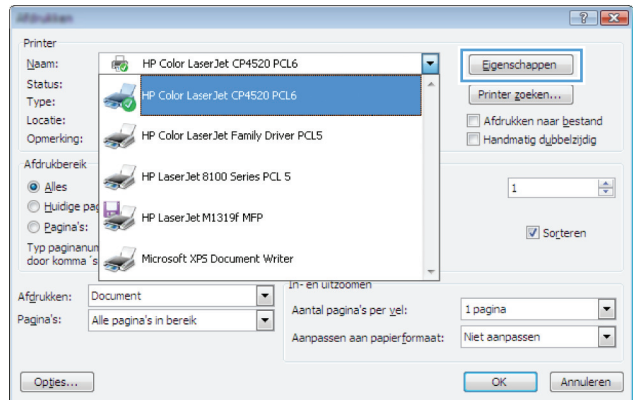 Afdrukken
Printer
Naam: HP Color LaserJet CP4520 PCL6 Eigenschappen
Status: HP Color LaserJet CP4520 PCL6 Printer zoeken...
Type:
Locatie: Afdrukken naar bestand
Opmerking: HP Color LaserJet Family Driver PCL5 Handmatig dubbelzijdig
Afdrukbereik
HP LaserJet 8100 Series PCL 5
Alles 1
Huidige pag
HP LaserJet M1319f MFP
Pagina's: Sorteren
Typ paginanum
door komma 's Microsoft XPS Document Writer
In- en uitzoomen
Afdrukken: Document
Aantal pagina's per vel: 1 pagina
Pagina's: Alle pagina's in bereik
Aanpassen aan papierformaat: Niet aanpassen
Opties... OK Annuleren